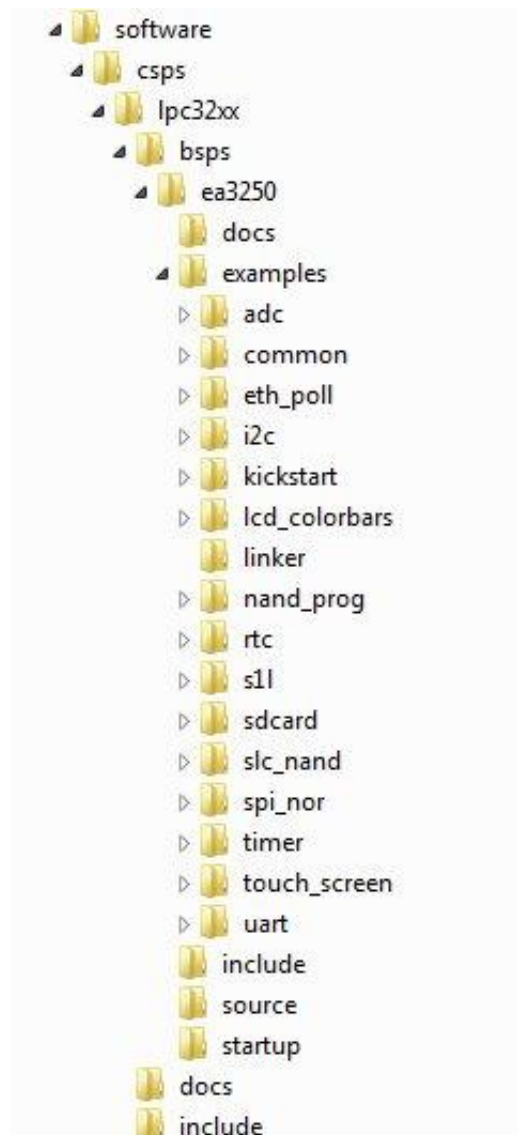 software
csps
lpc32xx
bsps
ea3250
docs
examples
adc
common
eth_poll
i2c
kickstart
lcd_colorbars
linker
nand_prog
rtc
s1l
sdcard
slc_nand
spi_nor
timer
touch_screen
uart
include
source
startup
docs
include